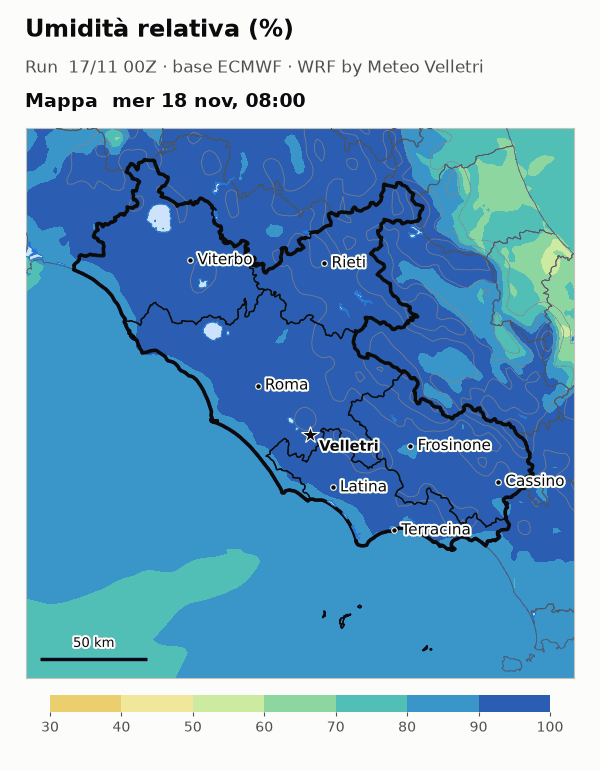 Umidità relativa (%)
Run  17/11 00Z · base ECMWF · WRF by Meteo Velletri
Mappa  mer 18 nov, 08:00
Viterbo
Rieti
Roma
Velletri
Frosinone
Cassino
Latina
Terracina
50 km
30 40 50 60 70 80 90 100